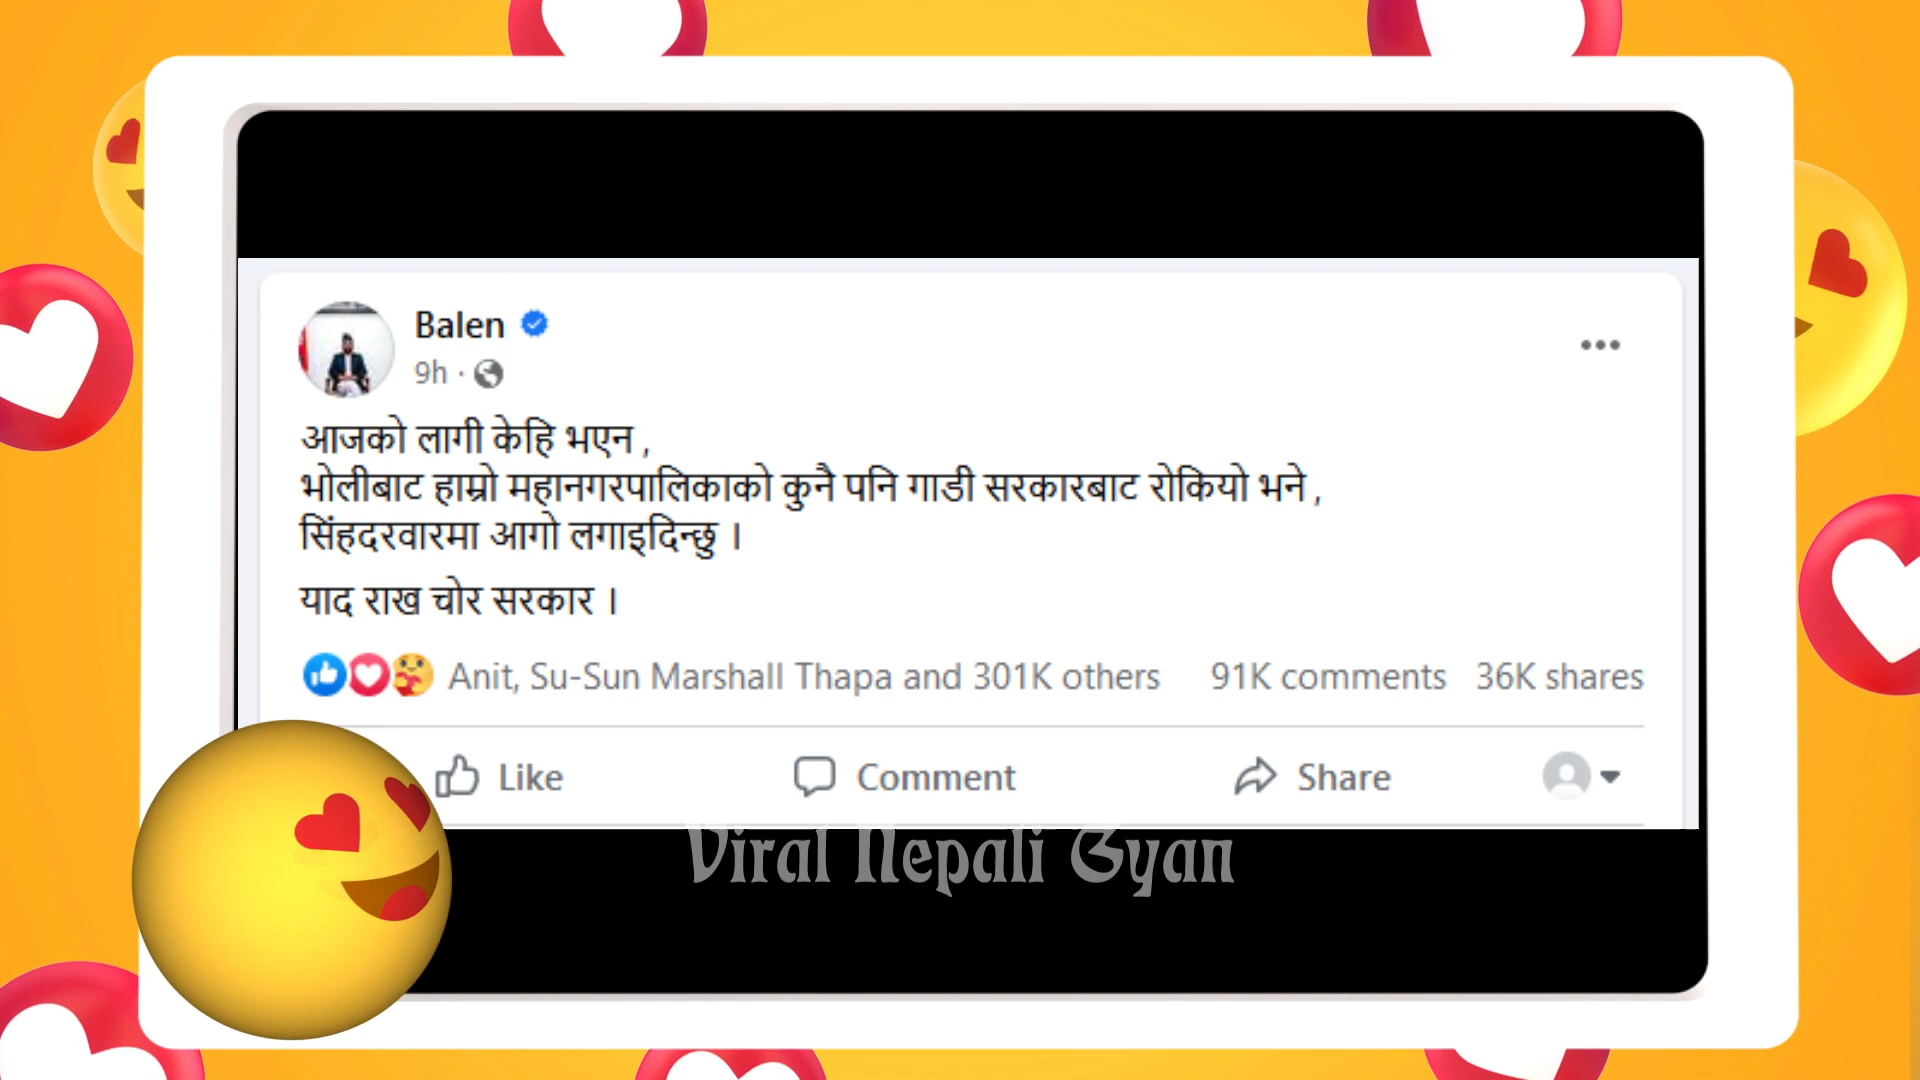 Balen
9h ·
आजको लागी केहि भएन ,
भोलीबाट हाम्रो महानगरपालिकाको कुनै पनि गाडी सरकारबाट रोकियो भने ,
सिंहदरवारमा आगो लगाइदिन्छु ।
याद राख चोर सरकार ।
Anit, Su-Sun Marshall Thapa and 301K others 91K comments 36K shares
Like Comment Share
Viral Nepali Gyan